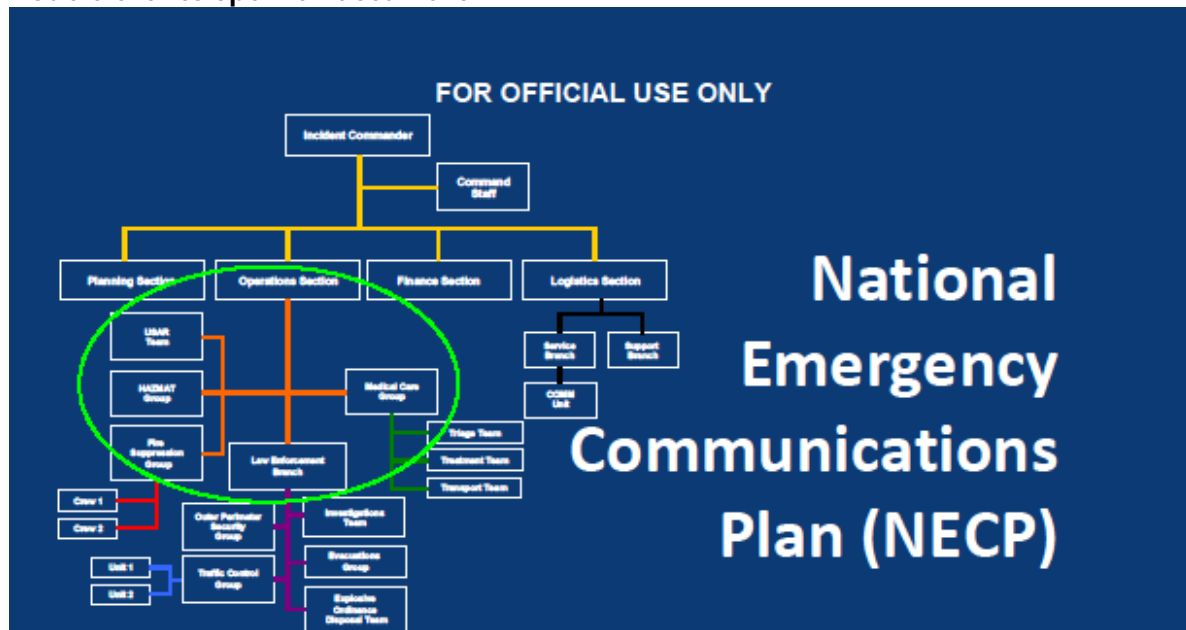 FOR OFFICIAL USE ONLY
Incident Commander
Command
Staff
Planning Section
Operations Section
Finance Section
Logistics Section
USAR
Team
HAZMAT
Group
Fire
Suppression
Group
Medical Care
Group
Law Enforcement
Branch
Service
Branch
Support
Branch
COMM
Unit
Triage Team
Treatment Team
Transport Team
Crew 1
Crew 2
Outer Perimeter
Security
Group
Investigations
Team
Unit 1
Unit 2
Traffic Control
Group
Evacuations
Group
Explosive
Ordinance
Disposal Team
National
Emergency
Communications
Plan (NECP)